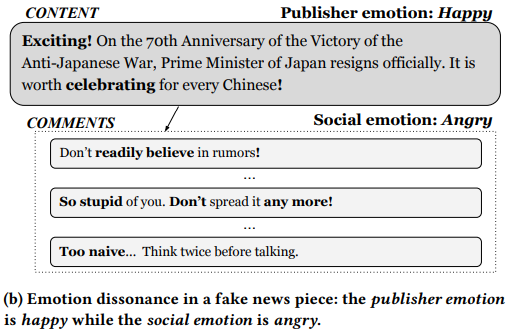 CONTENT Publisher emotion: Happy
Exciting! On the 70th Anniversary of the Victory of the
Anti-Japanese War, Prime Minister of Japan resigns officially. It is
worth celebrating for every Chinese!
COMMENTS Social emotion: Angry
Don't readily believe in rumors!
...
So stupid of you. Don't spread it any more!
...
Too naive... Think twice before talking.
(b) Emotion dissonance in a fake news piece: the publisher emotion
is happy while the social emotion is angry.